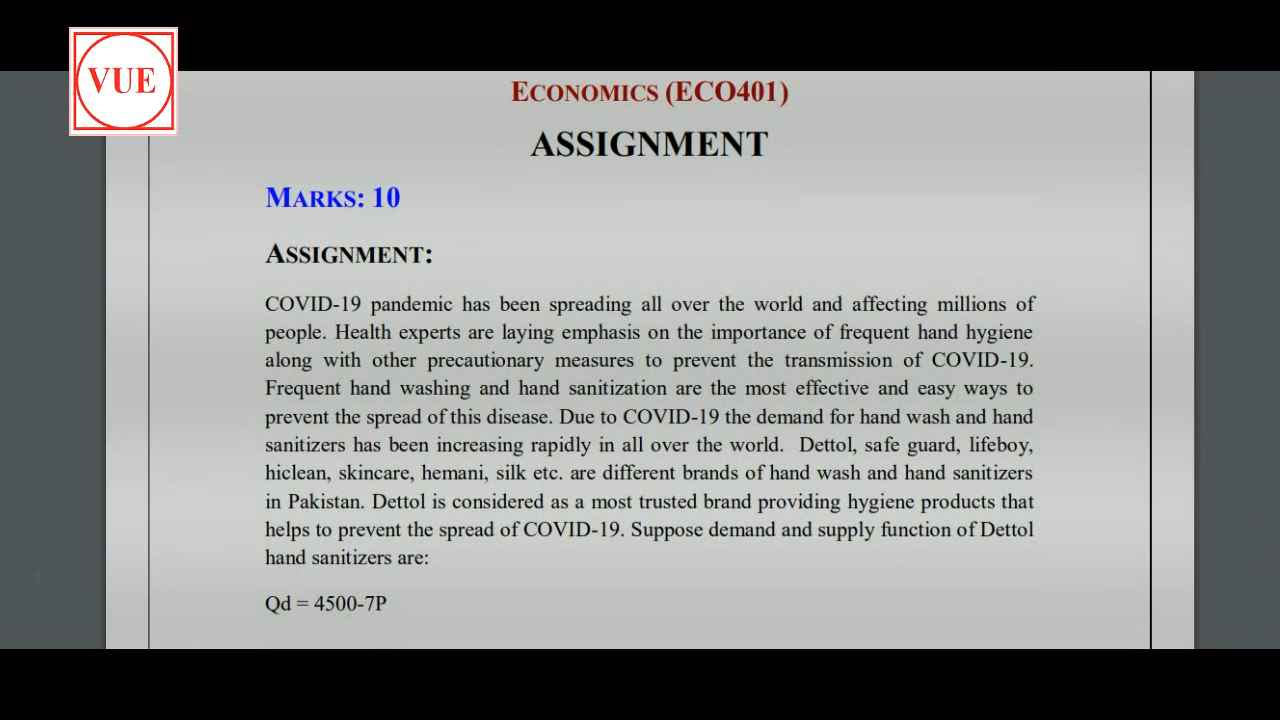 VUE
ECONOMICS (ECO401)
ASSIGNMENT
MARKS: 10
ASSIGNMENT:
COVID-19 pandemic has been spreading all over the world and affecting millions of
people. Health experts are laying emphasis on the importance of frequent hand hygiene
along with other precautionary measures to prevent the transmission of COVID-19.
Frequent hand washing and hand sanitization are the most effective and easy ways to
prevent the spread of this disease. Due to COVID-19 the demand for hand wash and hand
sanitizers has been increasing rapidly in all over the world.  Dettol, safe guard, lifeboy,
hiclean, skincare, hemani, silk etc. are different brands of hand wash and hand sanitizers
in Pakistan. Dettol is considered as a most trusted brand providing hygiene products that
helps to prevent the spread of COVID-19. Suppose demand and supply function of Dettol
hand sanitizers are:
Qd = 4500-7P